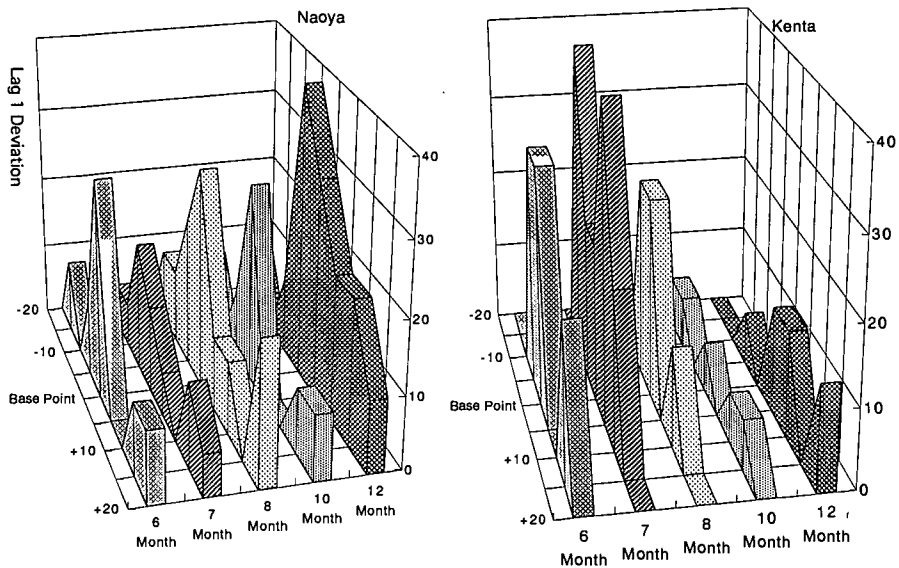 Naoya
Lag 1 Deviation
40
30
20
10
0
-20
-10
Base Point
+10
+20
6 Month
7 Month
8 Month
10 Month
12 Month
Kenta
40
30
20
10
0
-20
-10
Base Point
+10
+20
6 Month
7 Month
8 Month
10 Month
12 Month